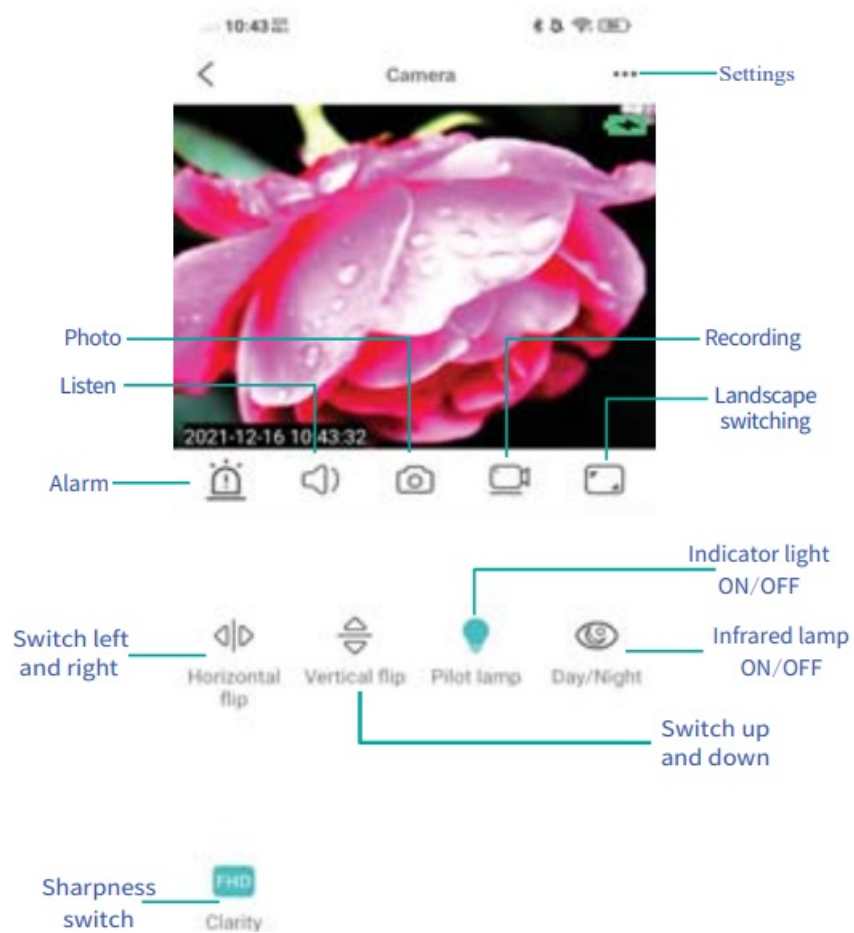 10:43
Camera
Settings
Photo
Recording
Listen
Landscape
switching
2021-12-16 10:43:32
Alarm
Indicator light
ON/OFF
Switch left
and right
Infrared lamp
ON/OFF
Horizontal
flip
Vertical flip
Pilot lamp
Day/Night
Switch up
and down
Sharpness
switch
FHD
Clarity